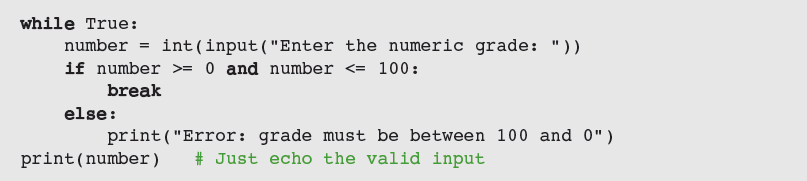 while True:
    number = int(input("Enter the numeric grade: "))
    if number >= 0 and number <= 100:
        break
    else:
        print("Error: grade must be between 100 and 0")
print(number)   # Just echo the valid input